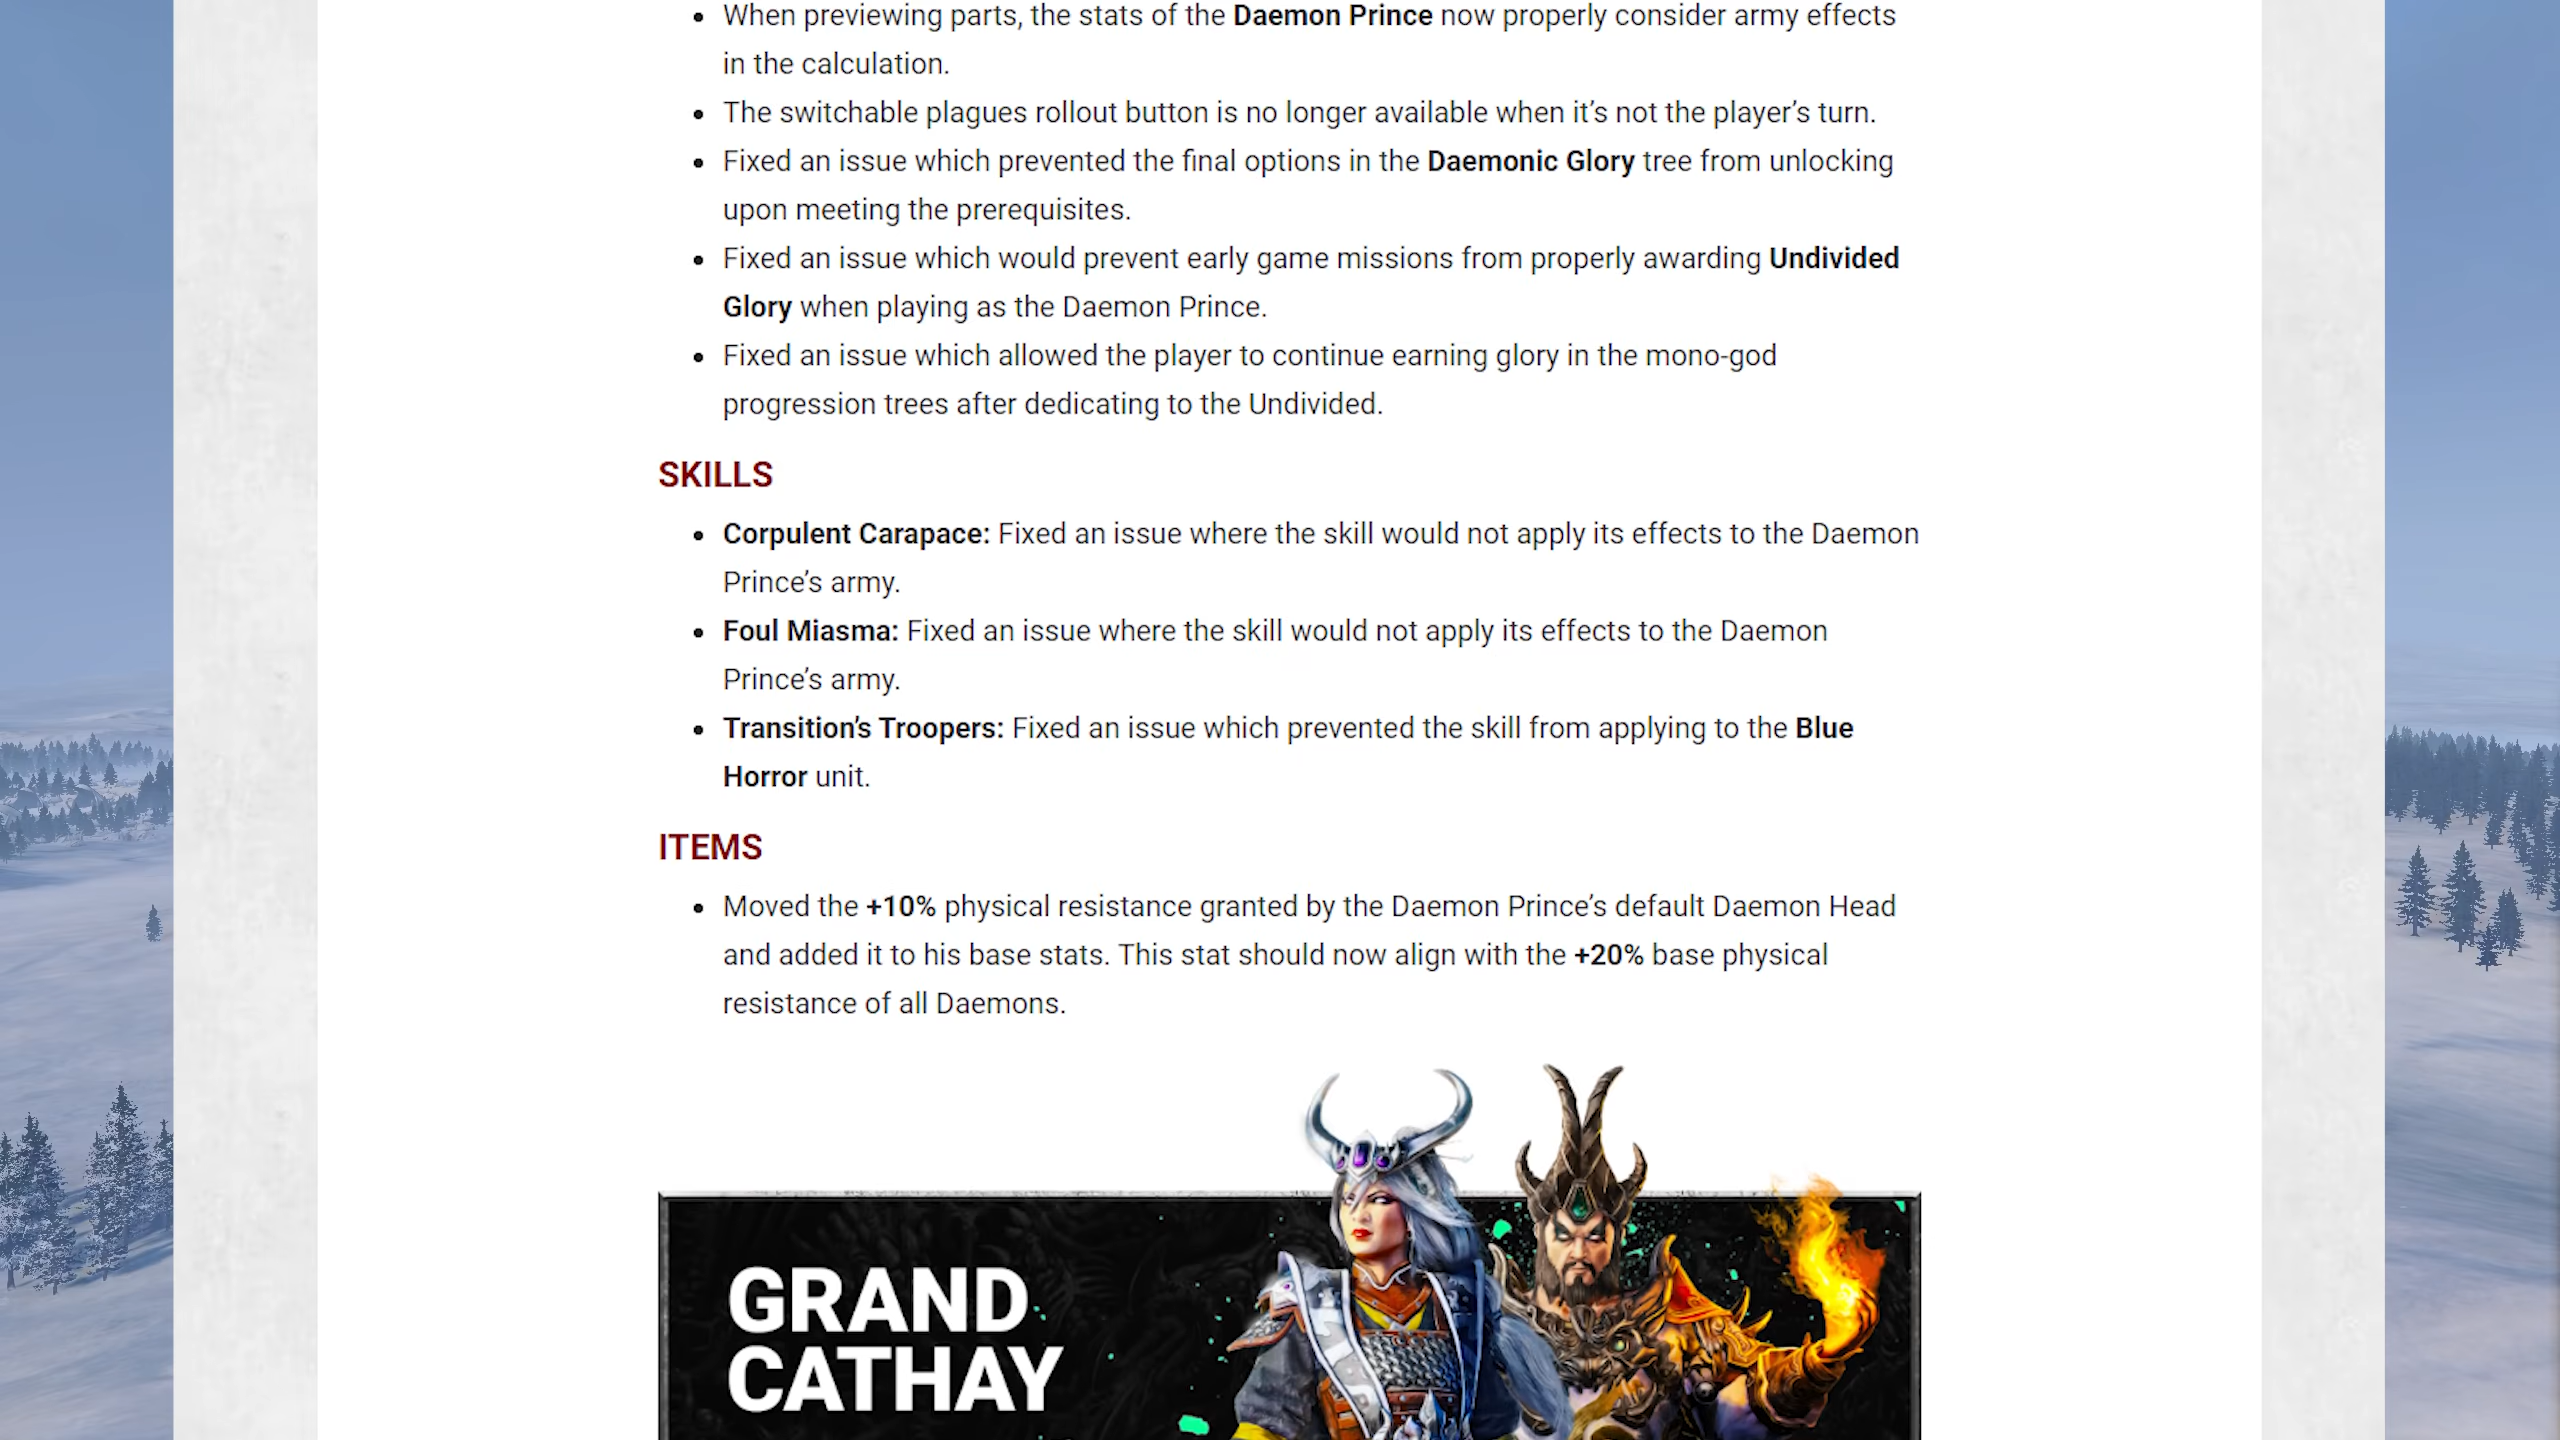 When previewing parts, the stats of the Daemon Prince now properly consider army effects
in the calculation.
The switchable plagues rollout button is no longer available when it’s not the player’s turn.
Fixed an issue which prevented the final options in the Daemonic Glory tree from unlocking
upon meeting the prerequisites.
Fixed an issue which would prevent early game missions from properly awarding Undivided
Glory when playing as the Daemon Prince.
Fixed an issue which allowed the player to continue earning glory in the mono-god
progression trees after dedicating to the Undivided.
SKILLS
Corpulent Carapace: Fixed an issue where the skill would not apply its effects to the Daemon
Prince’s army.
Foul Miasma: Fixed an issue where the skill would not apply its effects to the Daemon
Prince’s army.
Transition’s Troopers: Fixed an issue which prevented the skill from applying to the Blue
Horror unit.
ITEMS
Moved the +10% physical resistance granted by the Daemon Prince’s default Daemon Head
and added it to his base stats. This stat should now align with the +20% base physical
resistance of all Daemons.
GRAND
CATHAY